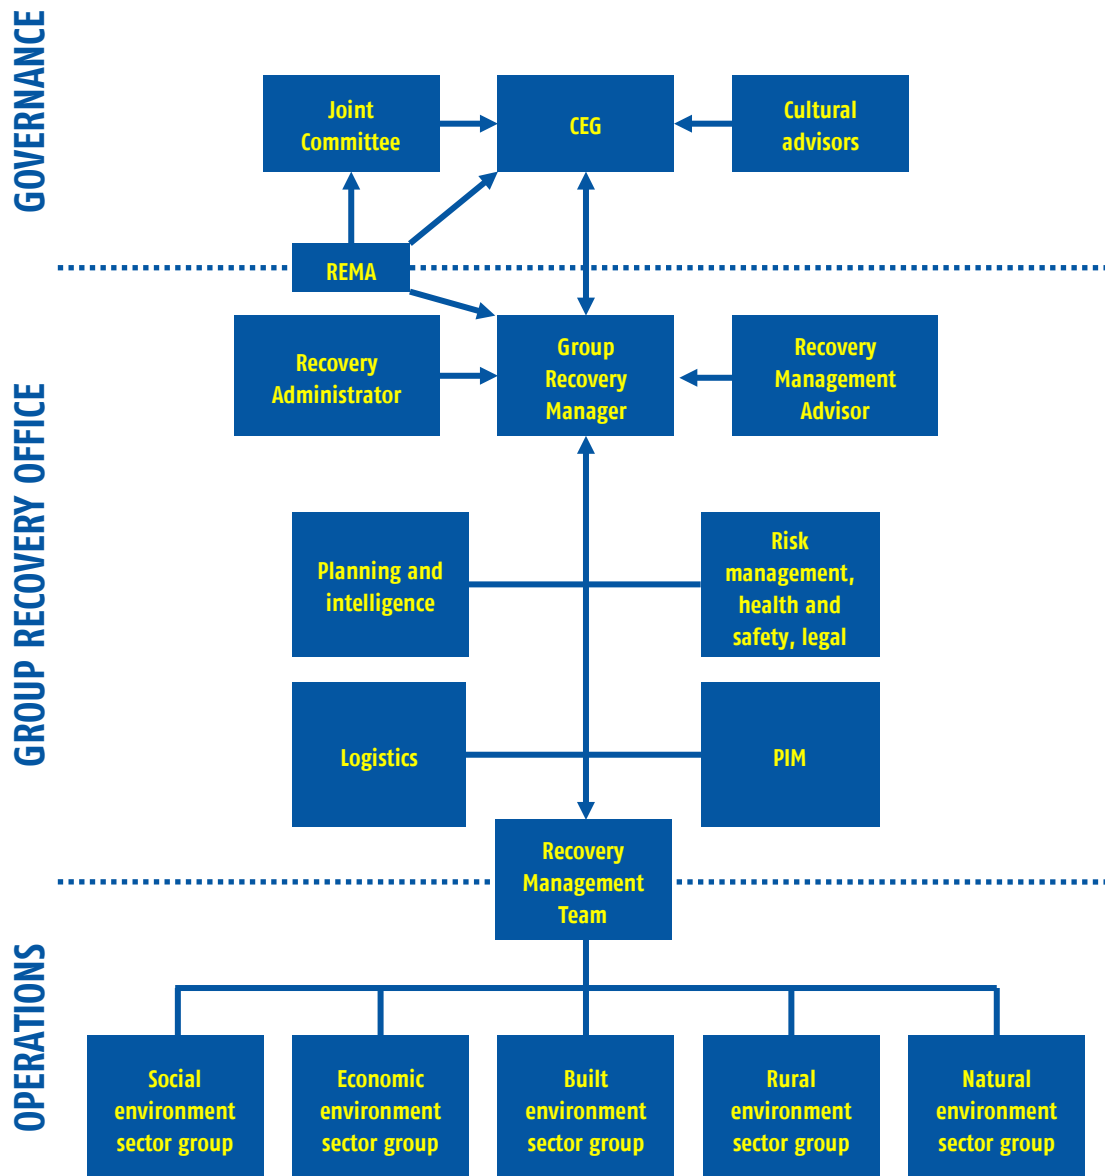 GOVERNANCE
Joint
Committee
CEG
Cultural
advisors
REMA
GROUP RECOVERY OFFICE
Recovery
Administrator
Group
Recovery
Manager
Recovery
Management
Advisor
Planning and
intelligence
Risk
management,
health and
safety, legal
Logistics
PIM
Recovery
Management
Team
OPERATIONS
Social
environment
sector group
Economic
environment
sector group
Built
environment
sector group
Rural
environment
sector group
Natural
environment
sector group